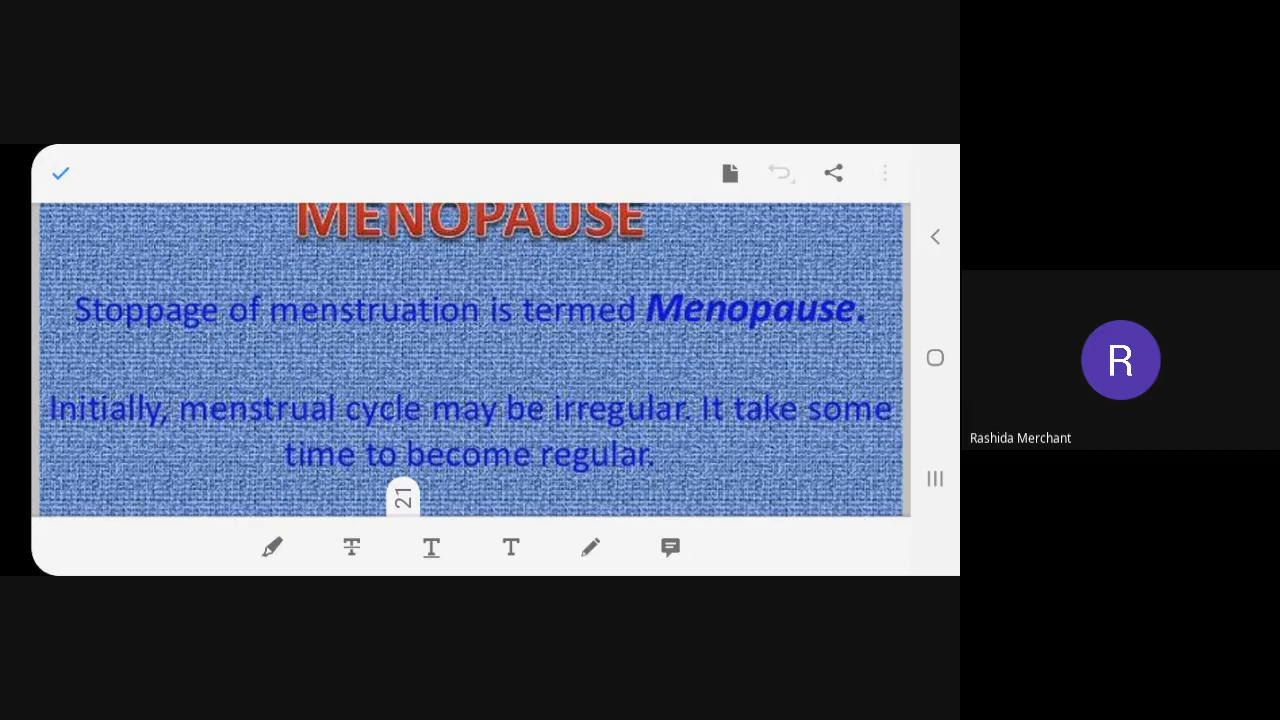 MENOPAUSE
Stoppage of menstruation is termed Menopause.
Initially, menstrual cycle may be irregular. It take some
time to become regular.
21
R
Rashida Merchant